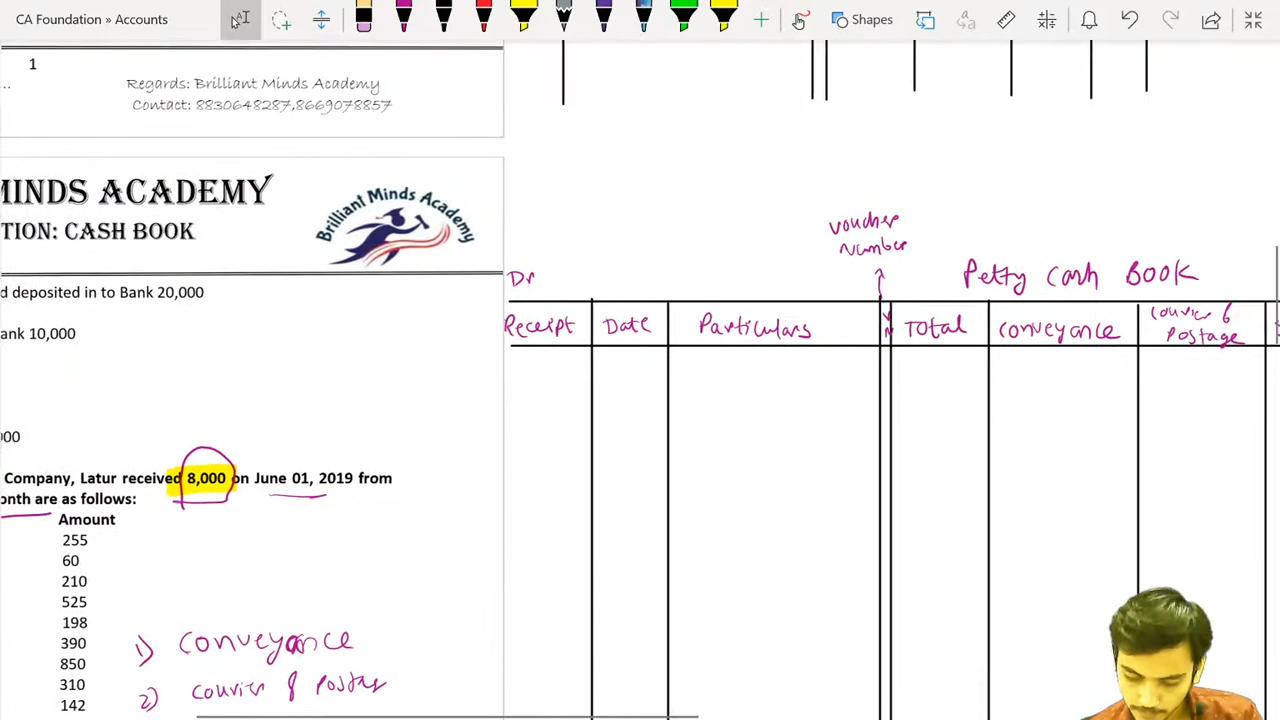 CA Foundation » Accounts
Shapes
1
Regards: Brilliant Minds Academy
Contact: 8830648287,8669078857
MINDS ACADEMY
TION: CASH BOOK
Brilliant Minds Academy
d deposited in to Bank 20,000
ank 10,000
000
Company, Latur received 8,000 on June 01, 2019 from
onth are as follows:
Amount
255
60
210
525
198
390
850
310
142
1) Conveyance
2) Courier & Postag
Voucher
Number
Dr
Petty Cash Book
Receipt Date Particulars V N Total Conveyance Courier & Postage